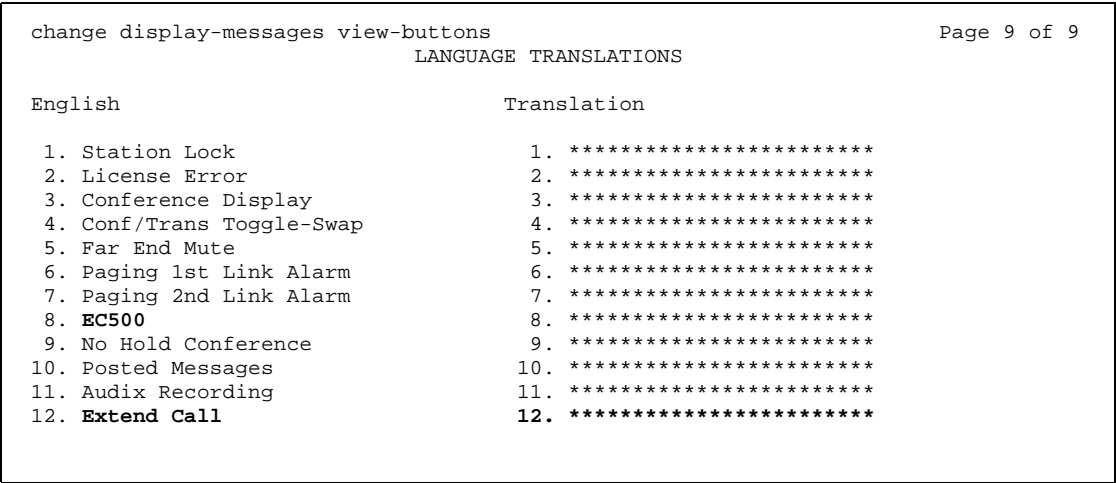 change display-messages view-buttons Page 9 of 9
LANGUAGE TRANSLATIONS
English Translation
1. Station Lock 1. ************************
2. License Error 2. ************************
3. Conference Display 3. ************************
4. Conf/Trans Toggle-Swap 4. ************************
5. Far End Mute 5. ************************
6. Paging 1st Link Alarm 6. ************************
7. Paging 2nd Link Alarm 7. ************************
8. EC500 8. ************************
9. No Hold Conference 9. ************************
10. Posted Messages 10. ************************
11. Audix Recording 11. ************************
12. Extend Call 12. ************************